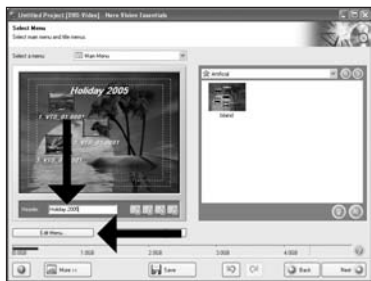 Untitled Project [DVD-Video] - Nero Vision Essentials
Select Menu
Select main menu and title menus.
Select a menu:
Main Menu
Artificial
Holiday 2005
Island
Header:
Holiday 2005
Edit Menu...
More >>
Save
Back
Next